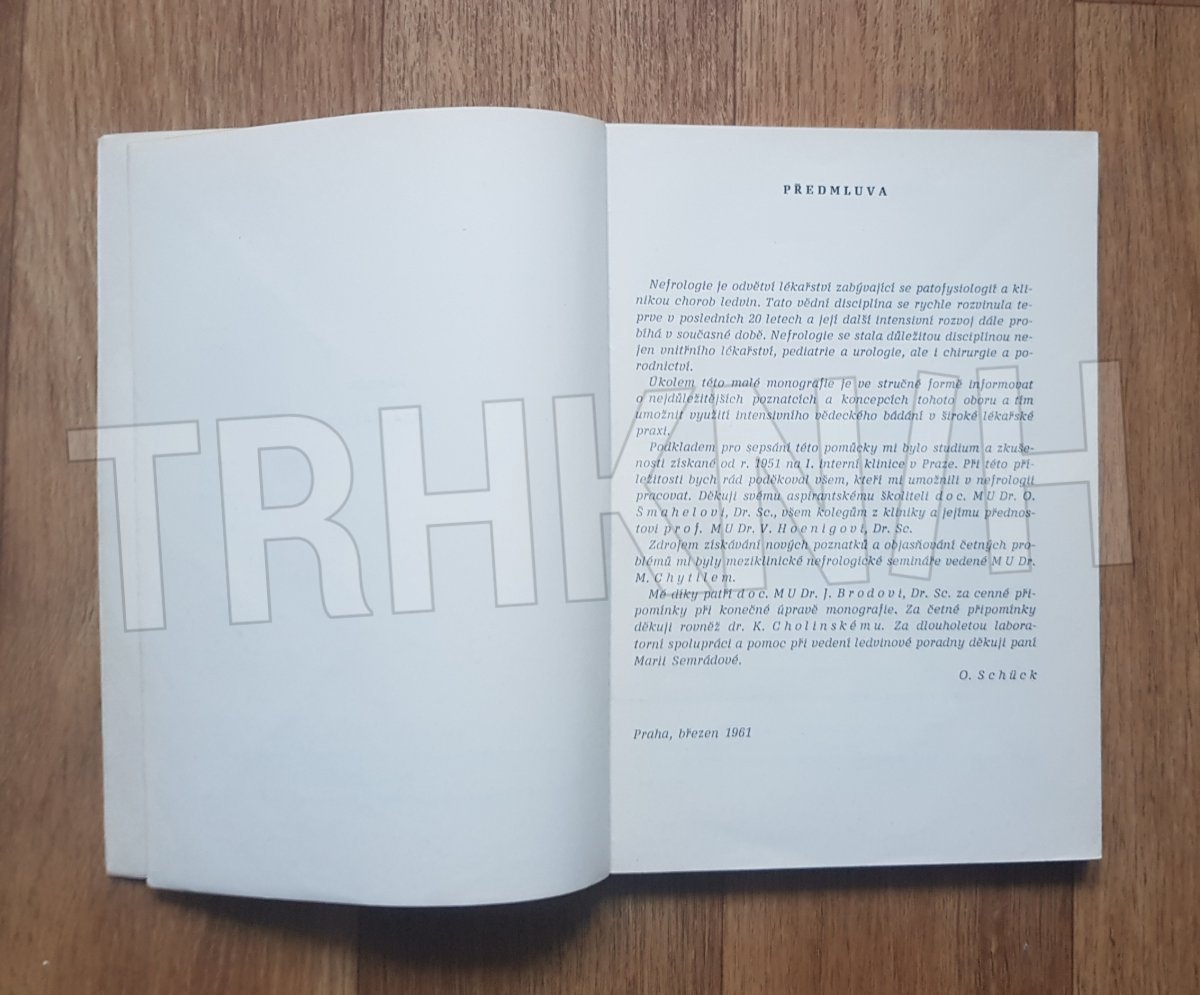 PŘEDMLUVA
Nefrologie je odvětví lékařství zabývající se patofysiologií a kli-
nikou chorob ledvin. Tato vědní disciplina se rychle rozvinula te-
prve v posledních 20 letech a její další intensivní rozvoj dále pro-
bíhá v současné době. Nefrologie se stala důležitou disciplinou ne-
jen vnitřního lékařství, pediatrie a urologie, ale i chirurgie a po-
rodnictví.
Úkolem této malé monografie je ve stručné formě informovat
o nejdůležitějších poznatcích a koncepcích tohoto oboru a tím
umožnit využití intensivního vědeckého bádání v široké lékařské
praxi.
Podkladem pro sepsání této pomůcky mi bylo studium a zkuše-
nosti získané od r. 1951 na I. interní klinice v Praze. Při této pří-
ležitosti bych rád poděkoval všem, kteří mi umožnili v nefrologii
pracovat. Děkuji svému aspirantskému školiteli doc. MUDr. O.
Šmahelovi, Dr. Sc., všem kolegům z kliniky a jejímu přednos-
tovi prof. MUDr. V. Hoenigovi, Dr. Sc.
Zdrojem získávání nových poznatků a objasňování četných pro-
blémů mi byly meziklinické nefrologické semináře vedené MUDr.
M. Chytilem.
Mé díky patří doc. MUDr. J. Brodovi, Dr. Sc. za cenné při-
pomínky při konečné úpravě monografie. Za četné připomínky
děkuji rovněž dr. K. Cholinskému. Za dlouholetou labora-
torní spolupráci a pomoc při vedení ledvinové poradny děkuji paní
Marii Semrádové.
O. Schück
Praha, březen 1961
TRHKNIH